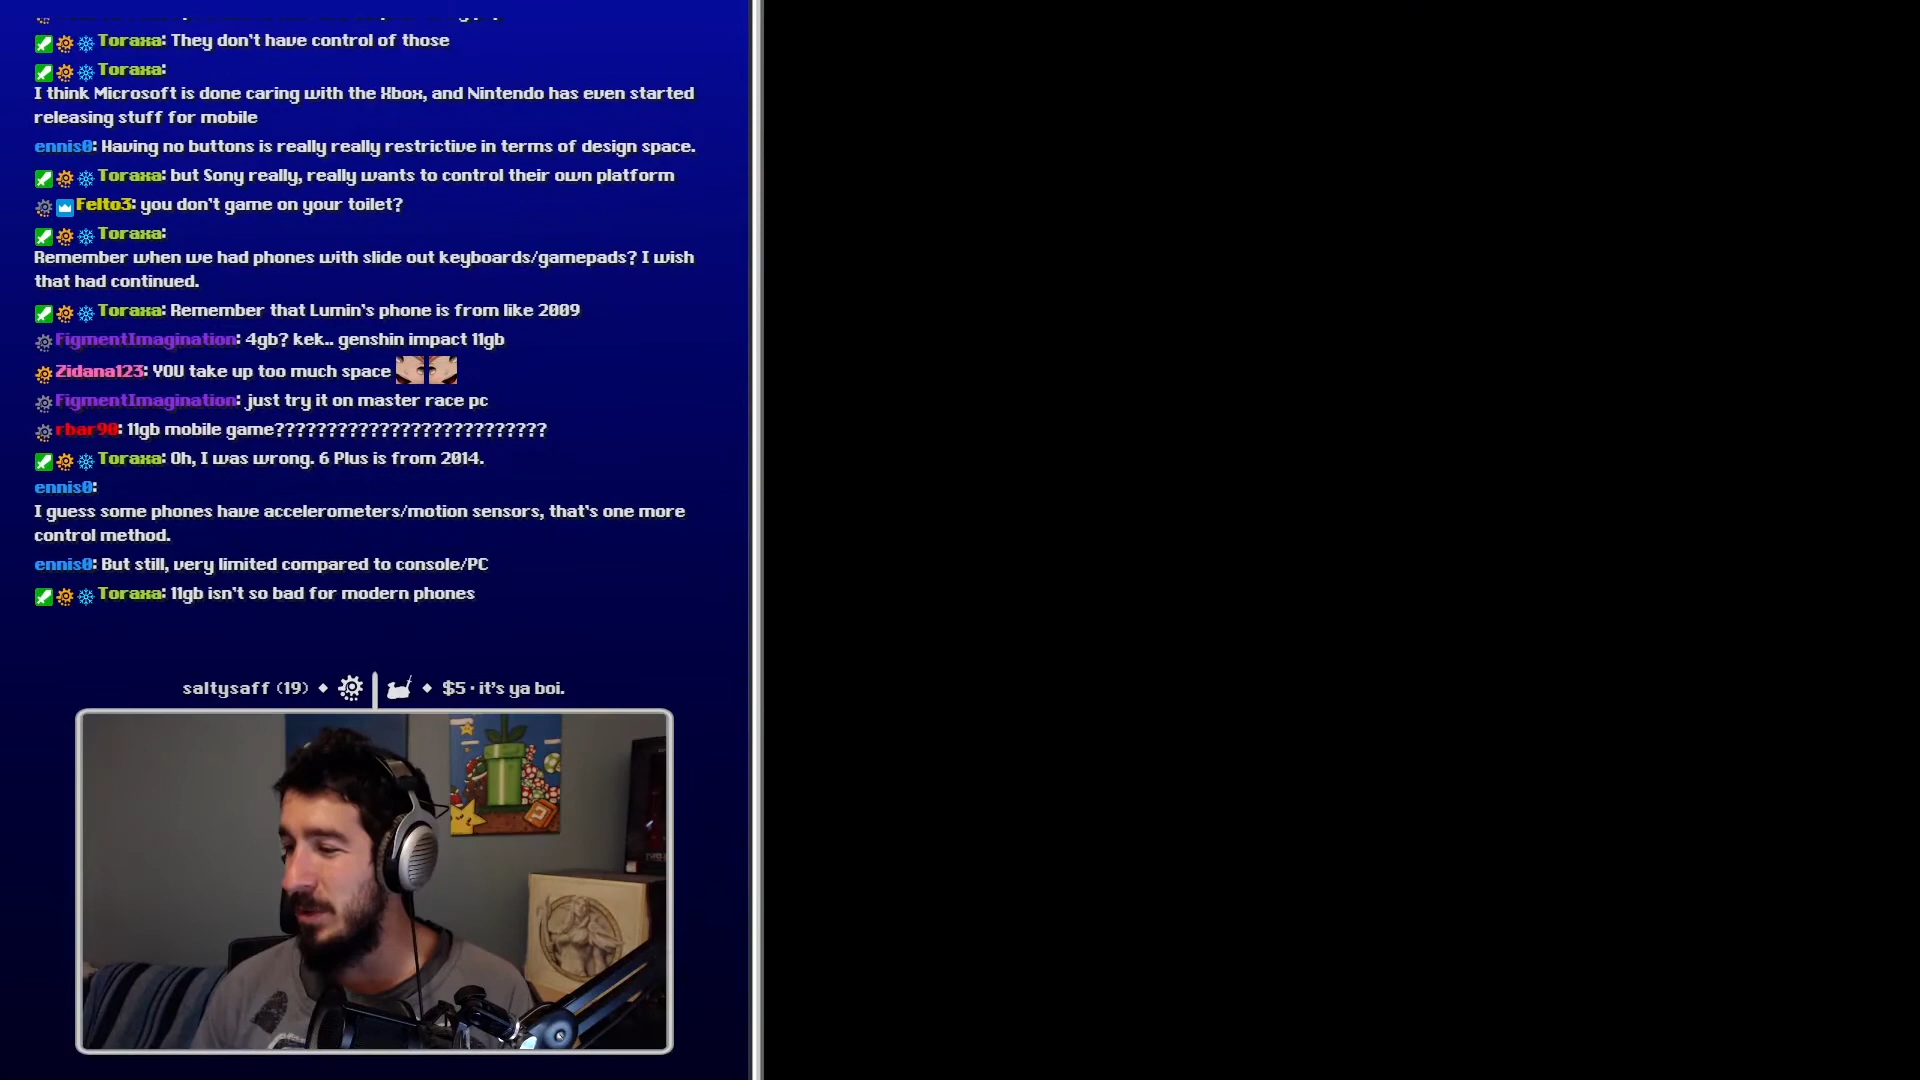 Toraxa: They don't have control of those
Toraxa:
I think Microsoft is done caring with the Xbox, and Nintendo has even started
releasing stuff for mobile
ennis0: Having no buttons is really really restrictive in terms of design space.
Toraxa: but Sony really, really wants to control their own platform
Felto3: you don't game on your toilet?
Toraxa:
Remember when we had phones with slide out keyboards/gamepads? I wish
that had continued.
Toraxa: Remember that Lumin's phone is from like 2009
FigmentImagination: 4gb? kek.. genshin impact 11gb
Zidana123: YOU take up too much space
FigmentImagination: just try it on master race pc
rbar90: 11gb mobile game??????????????????????????
Toraxa: Oh, I was wrong. 6 Plus is from 2014.
ennis0:
I guess some phones have accelerometers/motion sensors, that's one more
control method.
ennis0: But still, very limited compared to console/PC
Toraxa: 11gb isn't so bad for modern phones
saltysaff (19) ◆ ◆ $5 · it's ya boi.